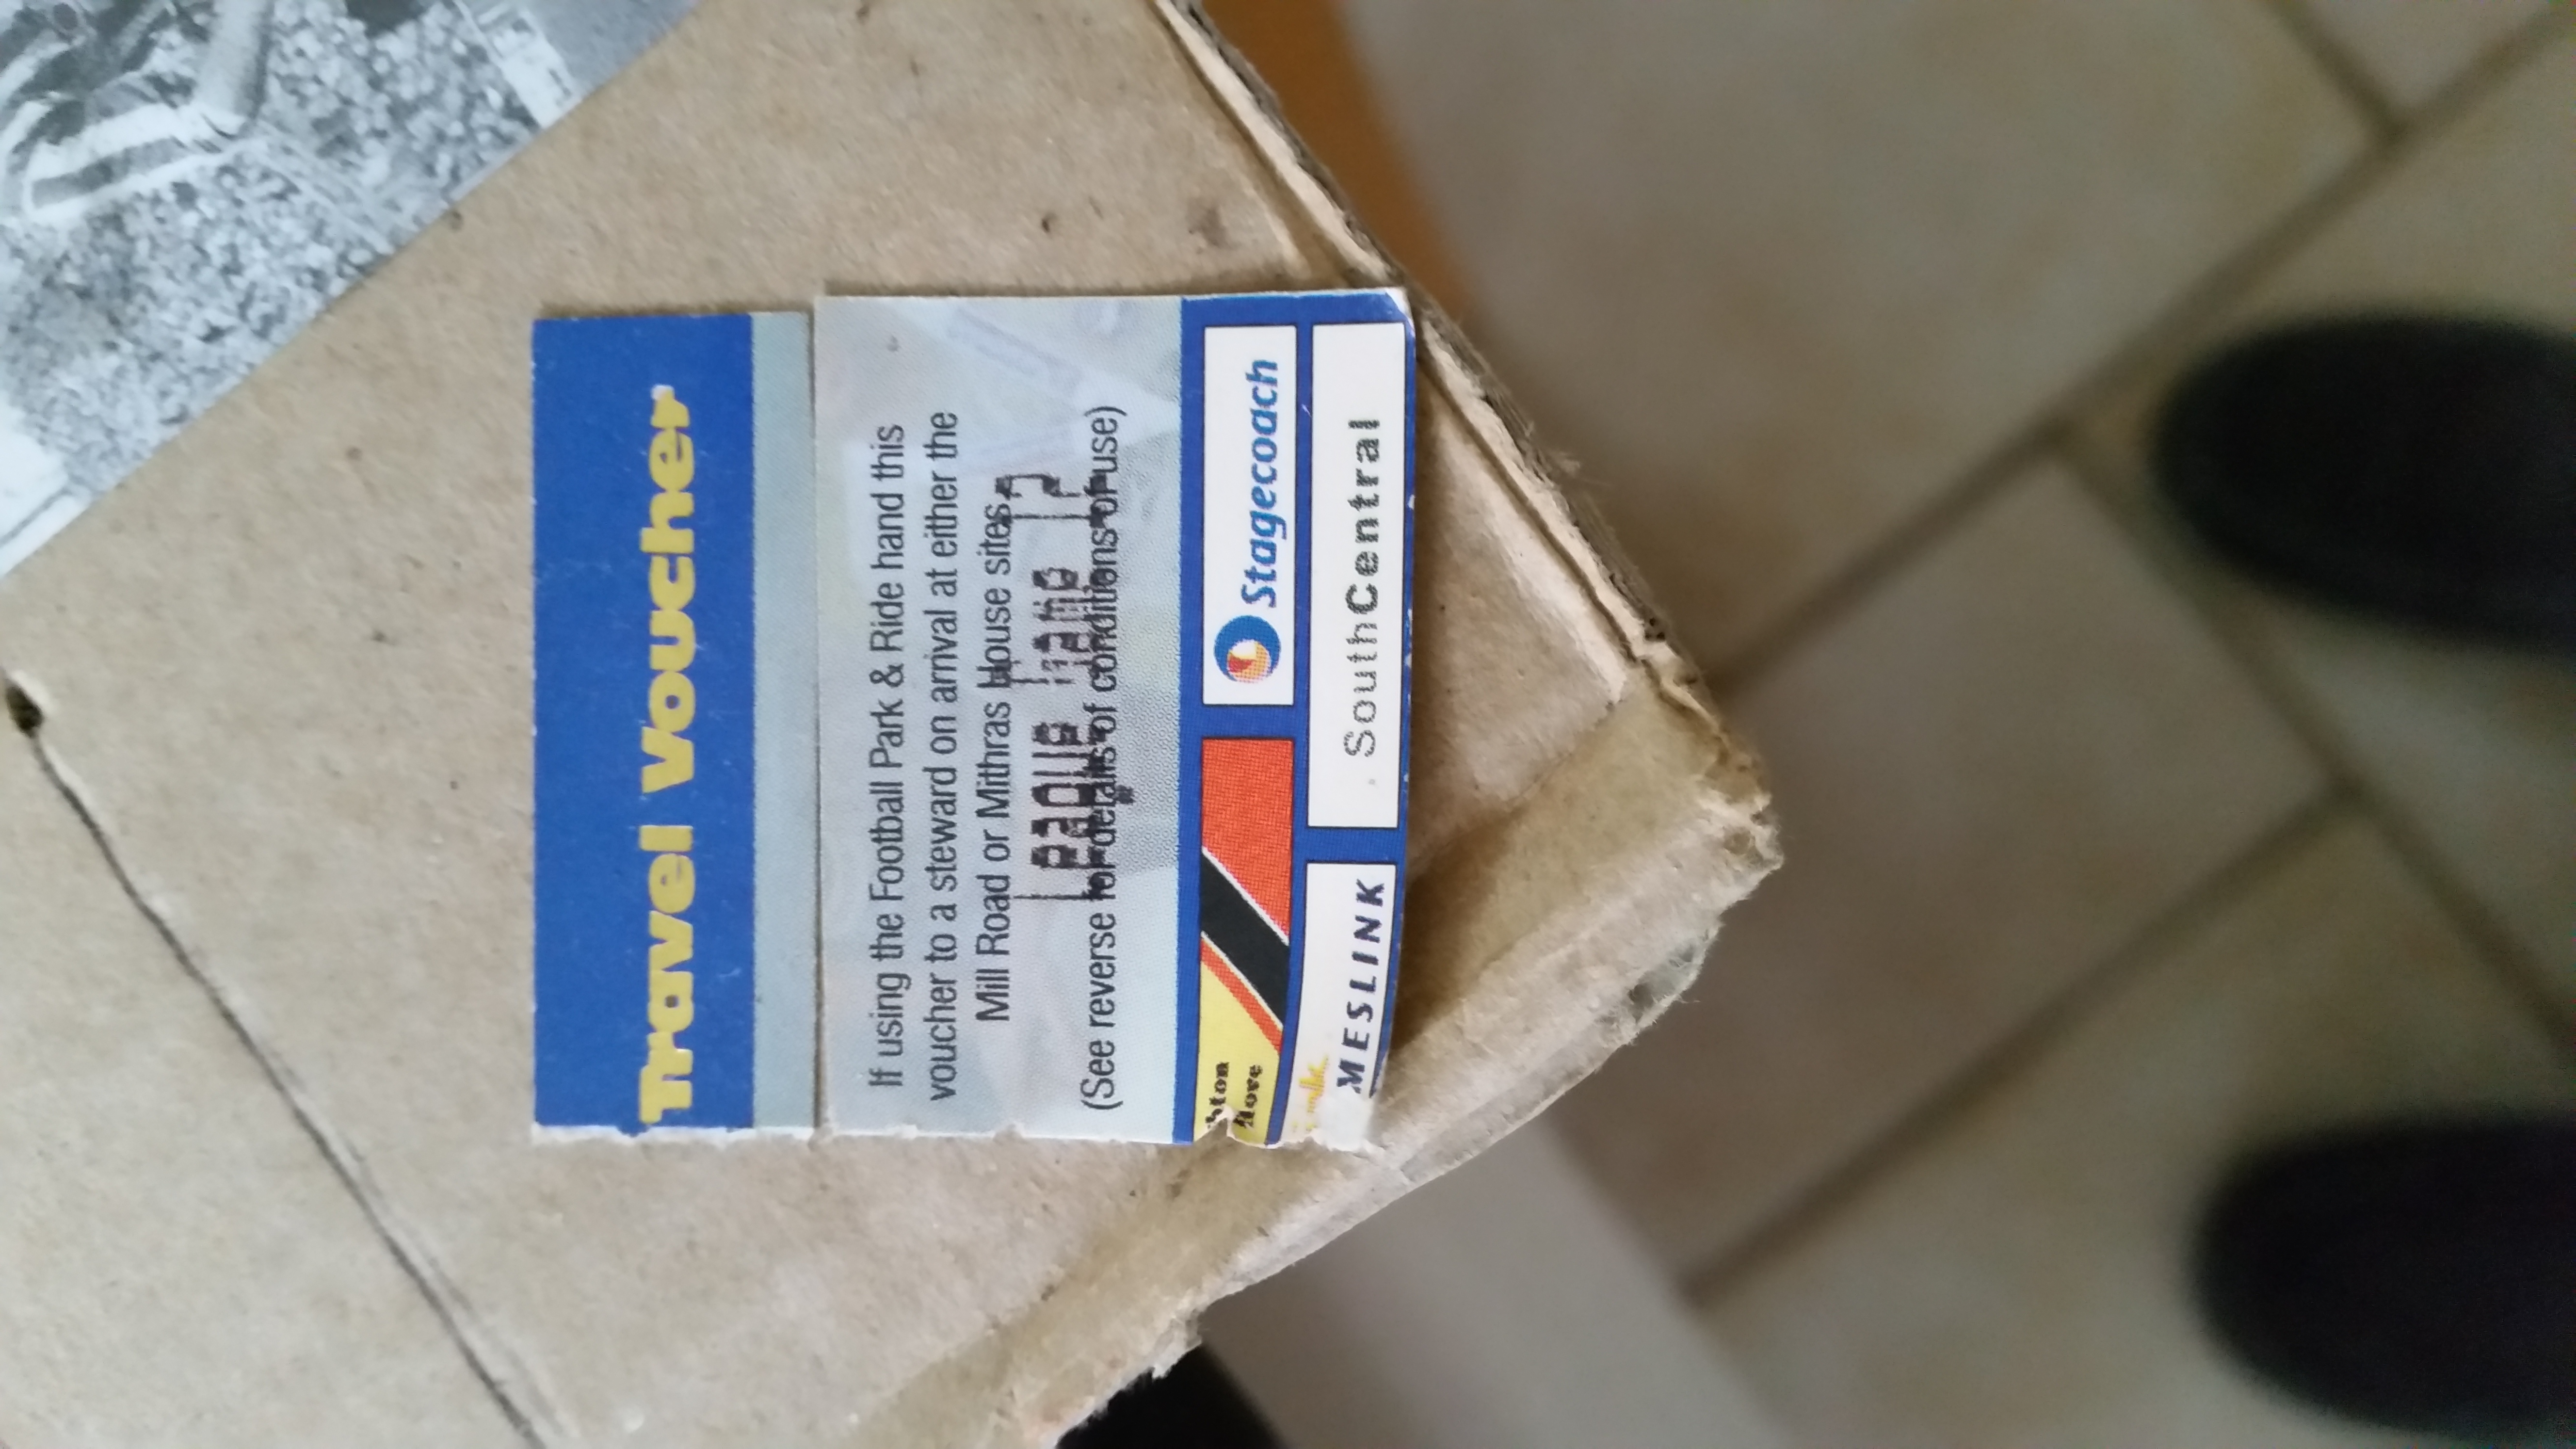 Travel Voucher
If using the Football Park & Ride hand this
voucher to a steward on arrival at either the
Mill Road or Mithras House sites.
League Game 12
(See reverse for details of conditions of use)
hton
Hove
Stagecoach
MESLINK
SouthCentral